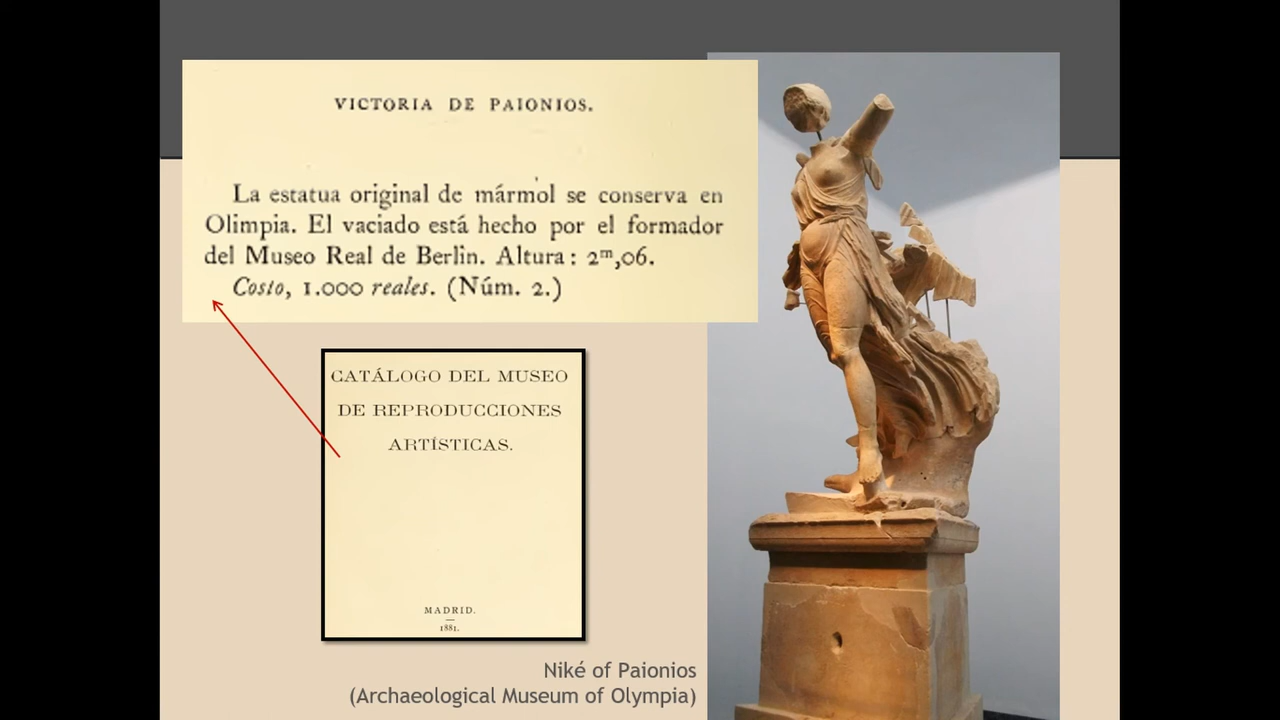 VICTORIA DE PAIONIOS.
La estatua original de mármol se conserva en
Olimpia. El vaciado está hecho por el formador
del Museo Real de Berlin. Altura: 2ᵐ,06.
Costo, 1.000 reales. (Núm. 2.)
CATÁLOGO DEL MUSEO
DE REPRODUCCIONES
ARTÍSTICAS.
MADRID.
1881.
Niké of Paionios
(Archaeological Museum of Olympia)